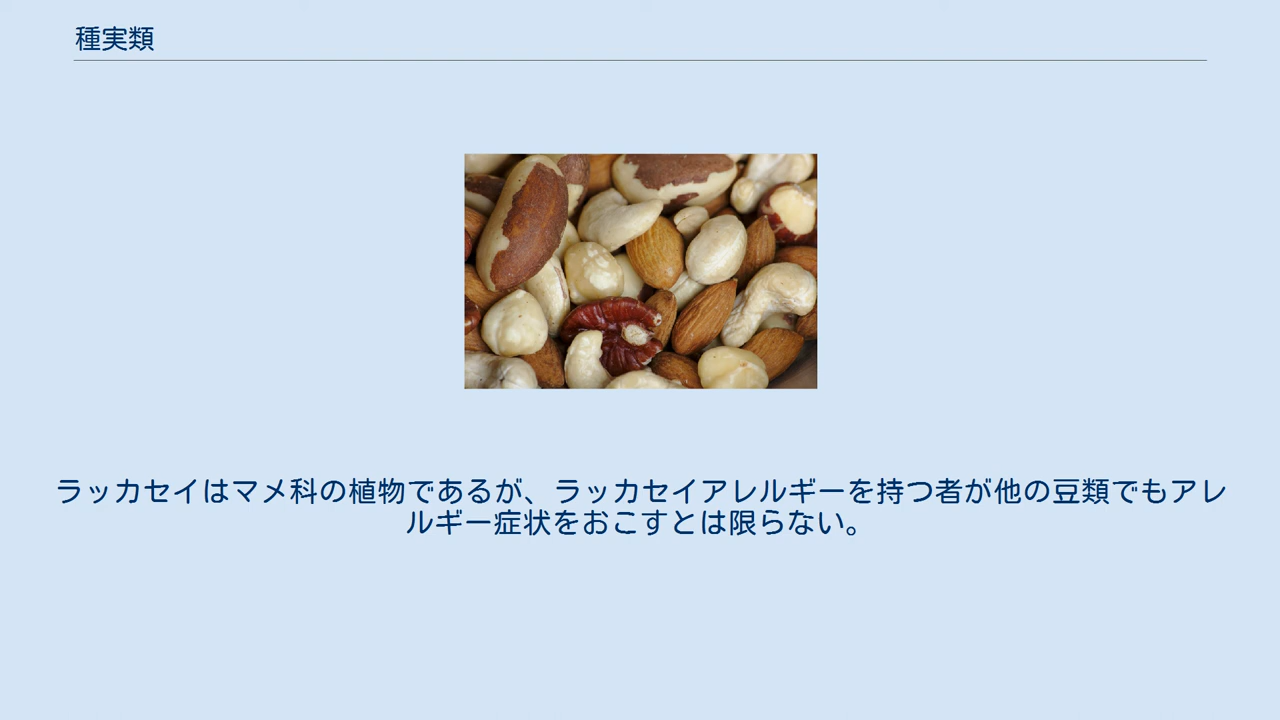 種実類
ラッカセイはマメ科の植物であるが、ラッカセイアレルギーを持つ者が他の豆類でもアレ
ルギー症状をおこすとは限らない。